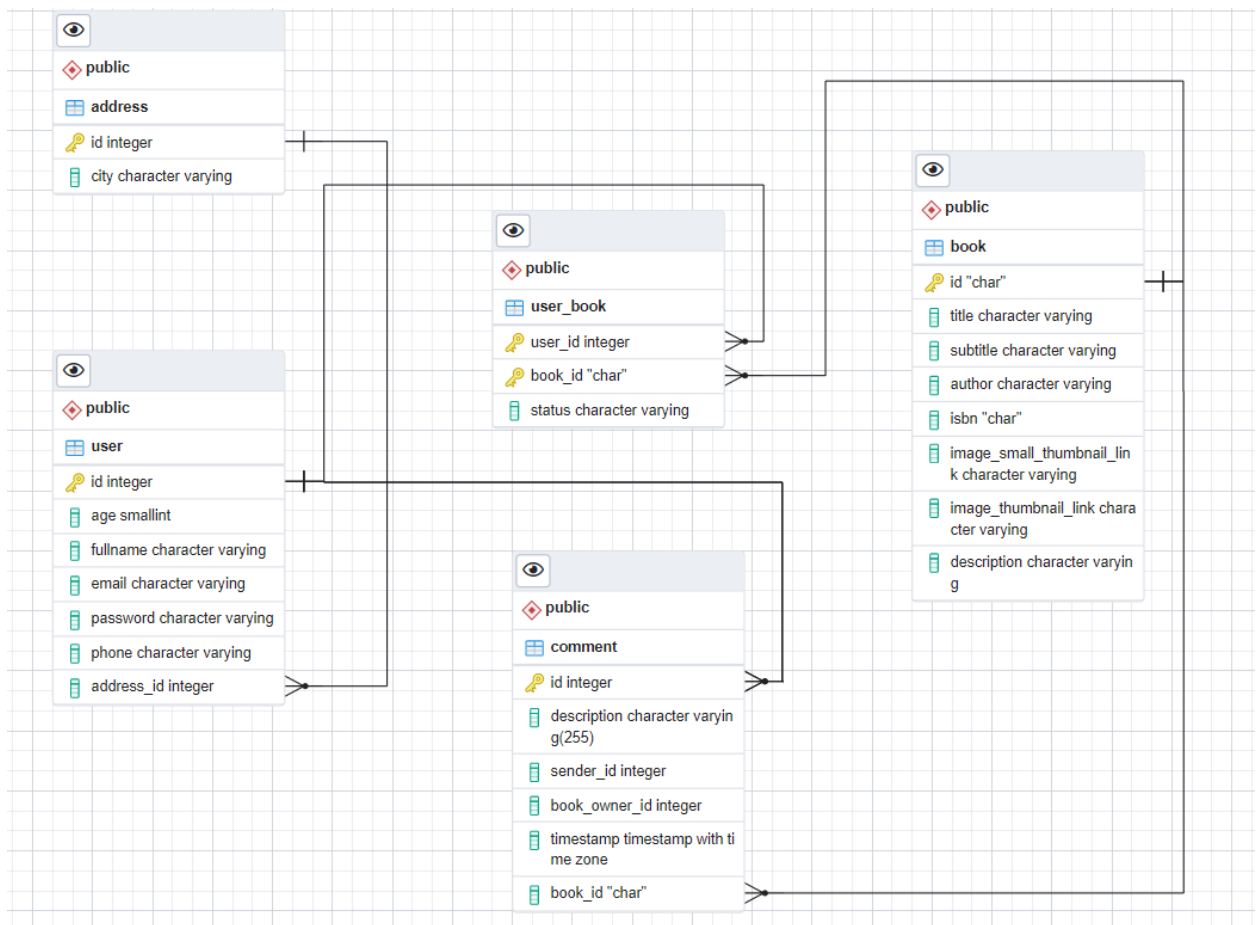 public
address
id integer
city character varying
public
user
id integer
age smallint
fullname character varying
email character varying
password character varying
phone character varying
address_id integer
public
user_book
user_id integer
book_id "char"
status character varying
public
comment
id integer
description character varyin
g(255)
sender_id integer
book_owner_id integer
timestamp timestamp with ti
me zone
book_id "char"
public
book
id "char"
title character varying
subtitle character varying
author character varying
isbn "char"
image_small_thumbnail_lin
k character varying
image_thumbnail_link chara
cter varying
description character varyin
g